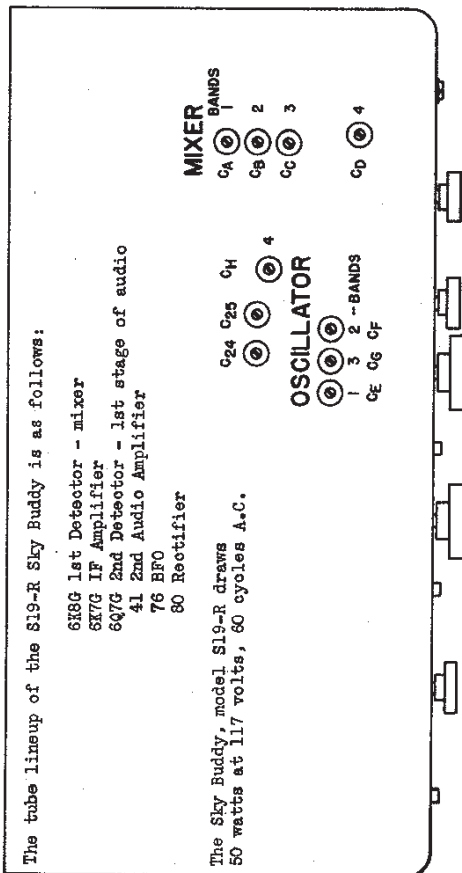 The tube lineup of the S19-R Sky Buddy is as follows:
6K8G 1st Detector - mixer
6K7G IF Amplifier
6Q7G 2nd Detector - 1st stage of audio
41 2nd Audio Amplifier
76 BFO
80 Rectifier
The Sky Buddy, model S19-R draws
50 watts at 117 volts, 60 cycles A.C.
MIXER
BANDS
CA 1
CB 2
CC 3
CD 4
C24 C25 CH
4
OSCILLATOR
1 3 2 - BANDS
CE CG CF